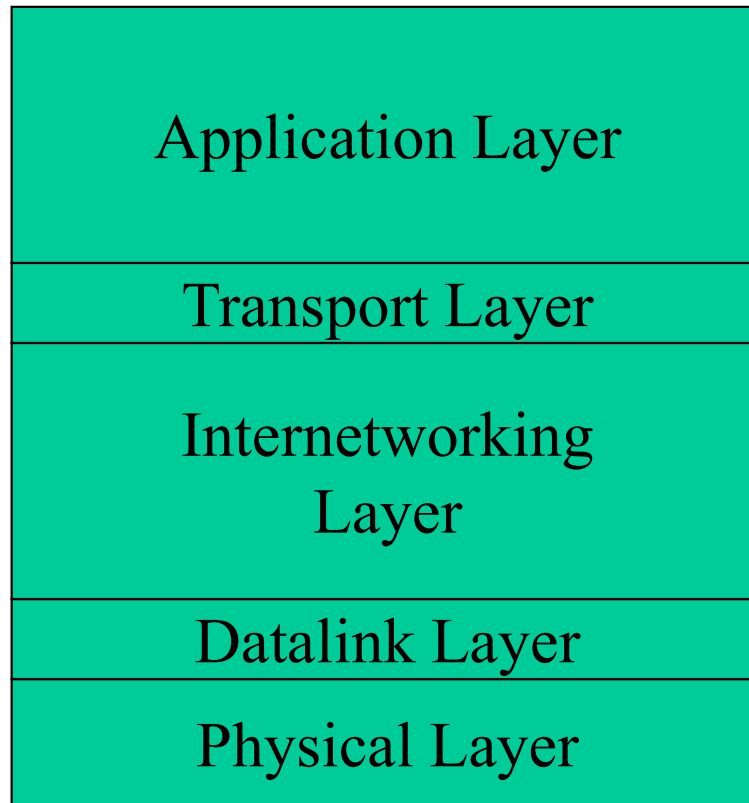 Application Layer
Transport Layer
Internetworking
Layer
Datalink Layer
Physical Layer